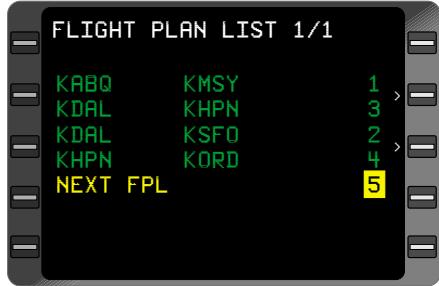 FLIGHT PLAN LIST 1/1
KABQ KMSY 1 >
KDAL KHPN 3
KDAL KSFO 2 >
KHPN KORD 4
NEXT FPL 5